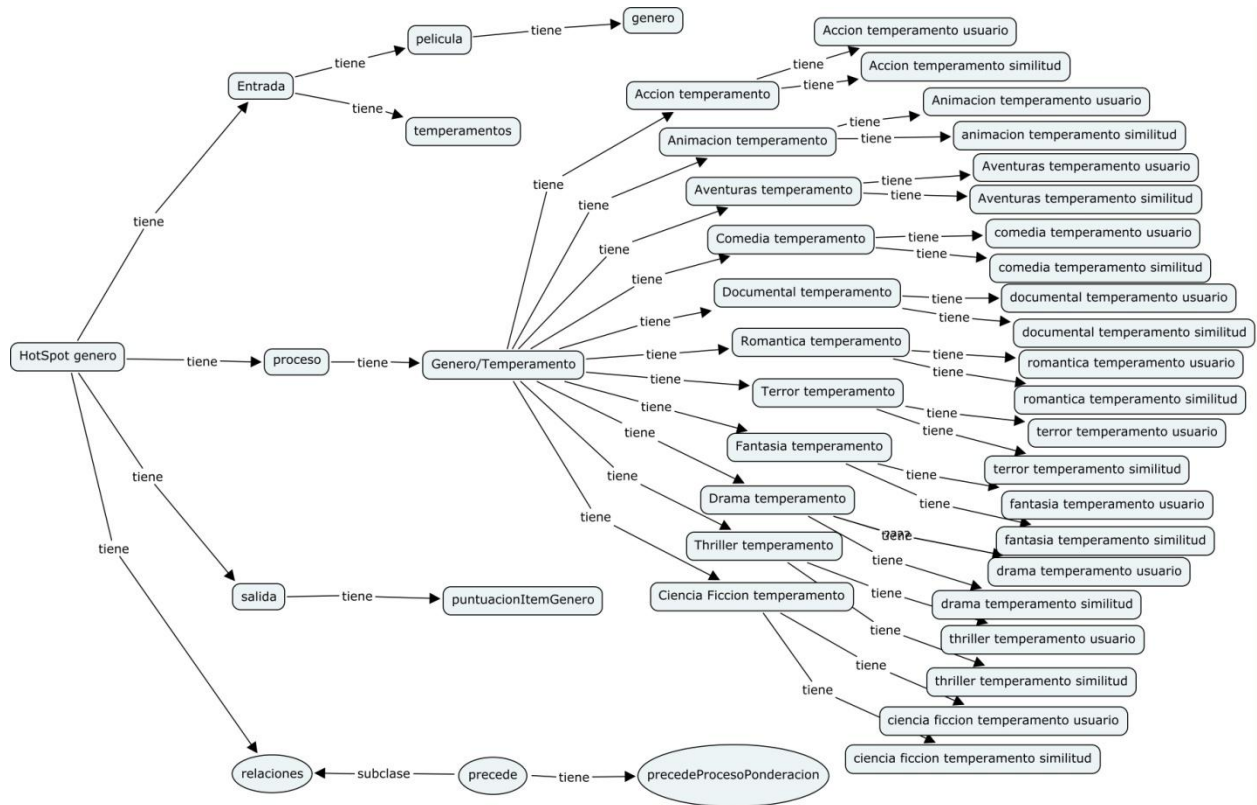 HotSpot genero
tiene
Entrada
tiene
pelicula
tiene
genero
tiene
temperamentos
tiene
proceso
tiene
Genero/Temperamento
tiene
Accion temperamento
tiene
Accion temperamento usuario
tiene
Accion temperamento similitud
tiene
Animacion temperamento
tiene
Animacion temperamento usuario
tiene
animacion temperamento similitud
tiene
Aventuras temperamento
tiene
Aventuras temperamento usuario
tiene
Aventuras temperamento similitud
tiene
Comedia temperamento
tiene
comedia temperamento usuario
tiene
comedia temperamento similitud
tiene
Documental temperamento
tiene
documental temperamento usuario
tiene
documental temperamento similitud
tiene
Romantica temperamento
tiene
romantica temperamento usuario
tiene
romantica temperamento similitud
tiene
Terror temperamento
tiene
terror temperamento usuario
tiene
terror temperamento similitud
tiene
Fantasia temperamento
tiene
fantasia temperamento usuario
tiene
fantasia temperamento similitud
tiene
Drama temperamento
tiene
drama temperamento usuario
tiene
drama temperamento similitud
tiene
Thriller temperamento
tiene
thriller temperamento usuario
tiene
thriller temperamento similitud
tiene
Ciencia Ficcion temperamento
tiene
ciencia ficcion temperamento usuario
tiene
ciencia ficcion temperamento similitud
tiene
salida
tiene
puntuacionItemGenero
tiene
relaciones
subclase
precede
tiene
precedeProcesoPonderacion